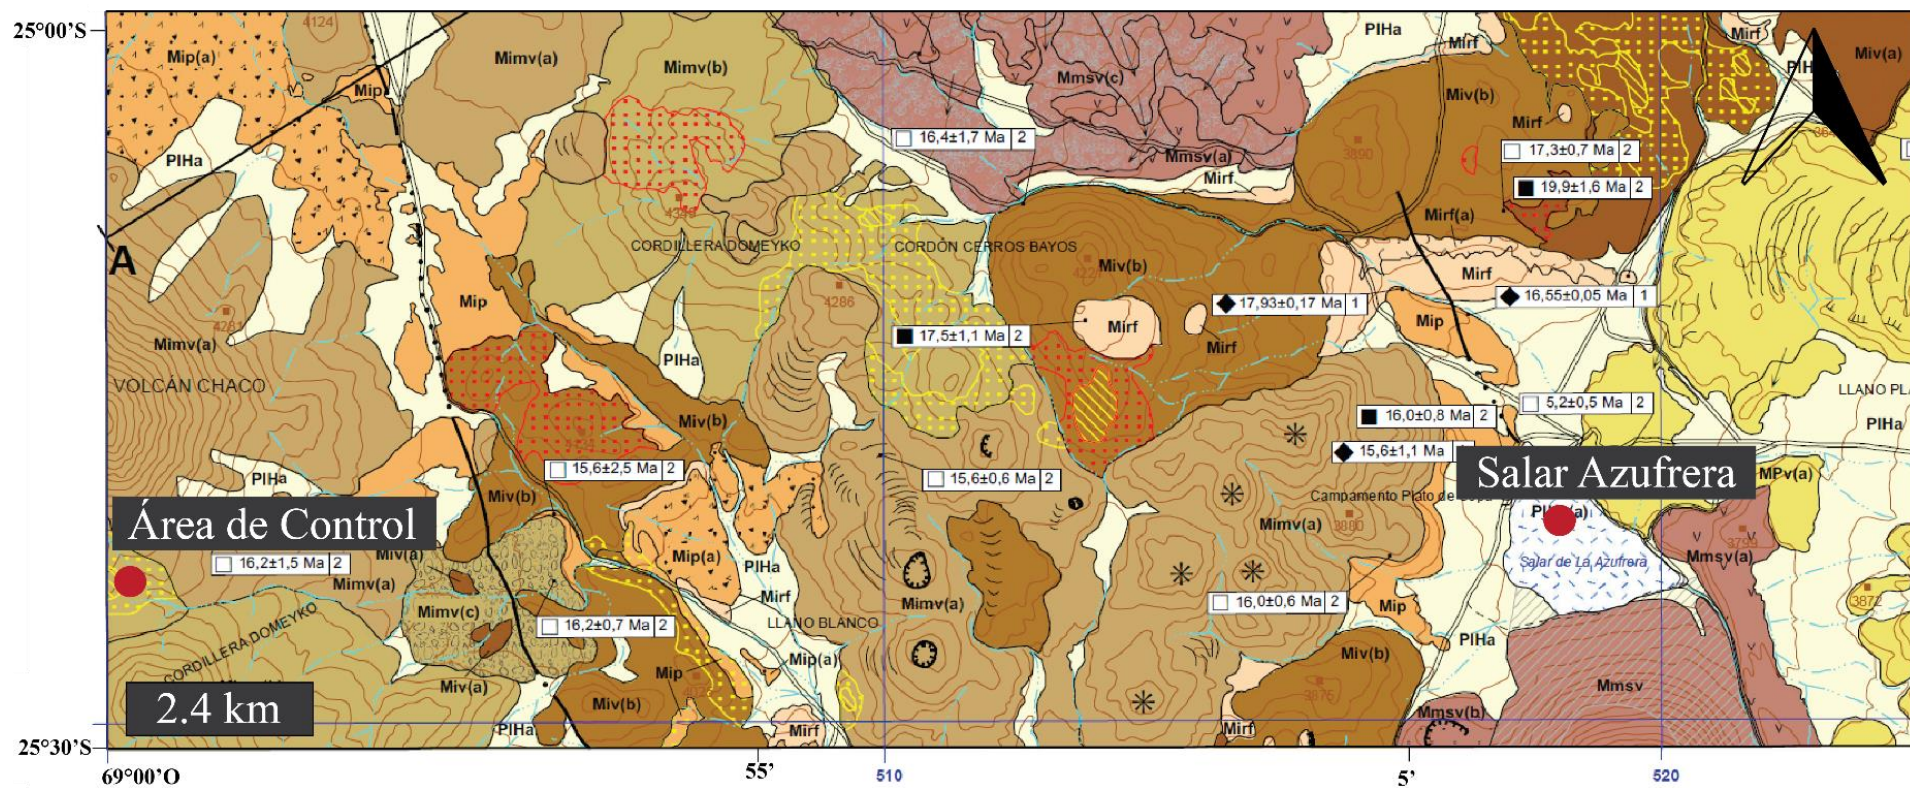 25°00'S
4124
Mip(a)
Mimv(a)
Mimv(b)
Mip
PlHa
Mmsv(c)
PlHa
Mirf
Mirf
Miv(a)
Miv(b)
Mirf
16,4±1,7 Ma 2
17,3±0,7 Ma 2
3890
PlHa
Mmsv(a)
Mirf
19,9±1,6 Ma 2
Mirf(a)
A
CORDILLERA DOMEYKO
CORDÓN CERROS BAYOS
Miv(b)
Mirf
Mip
4286
17,93±0,17 Ma 1
16,55±0,05 Ma 1
4281
Mimv(a)
17,5±1,1 Ma 2
Mirf
Mirf
Mip
PlHa
VOLCÁN CHACO
LLANO PL
Miv(b)
5,2±0,5 Ma 2
16,0±0,8 Ma 2
PlHa
15,6±1,1 Ma
15,6±2,5 Ma 2
15,6±0,6 Ma 2
PlHa
Salar Azufrera
MPv(a)
Miv(b)
Campamento Plato de
Área de Control
Mimv(a)
3880
3799
16,2±1,5 Ma 2
Miv(a)
Mip(a)
PlHa
Mmsv(a)
Salar de La Azufrera
Mimv(a)
Mirf
Mimv(a)
16,0±0,6 Ma 2
Mip
3872
Mimv(c)
CORDILLERA DOMEYKO
16,2±0,7 Ma 2
LLANO BLANCO
PlHa
Miv(b)
Mip
Mip(a)
Miv(a)
3875
Mmsv
2.4 km
Miv(b)
Mmsv(b)
PlHa
Mirf
Mirf
25°30'S
69°00'O
55'
510
5'
520